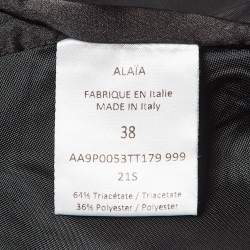 ALAÏA
FABRIQUE EN Italie
MADE IN Italy
38
AA9P0053TT179 999
21S
64% Triacétate / Triacetate
36% Polyester / Polyester